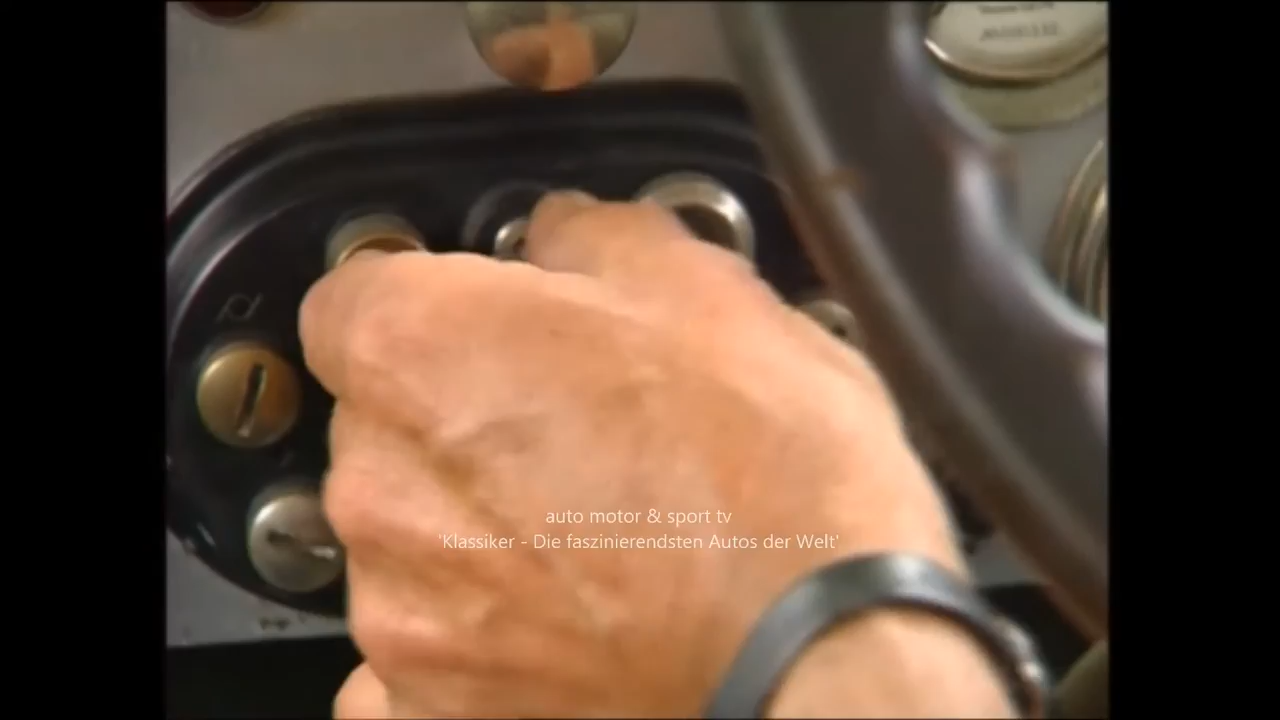 auto motor & sport tv
'Klassiker - Die faszinierendsten Autos der Welt'